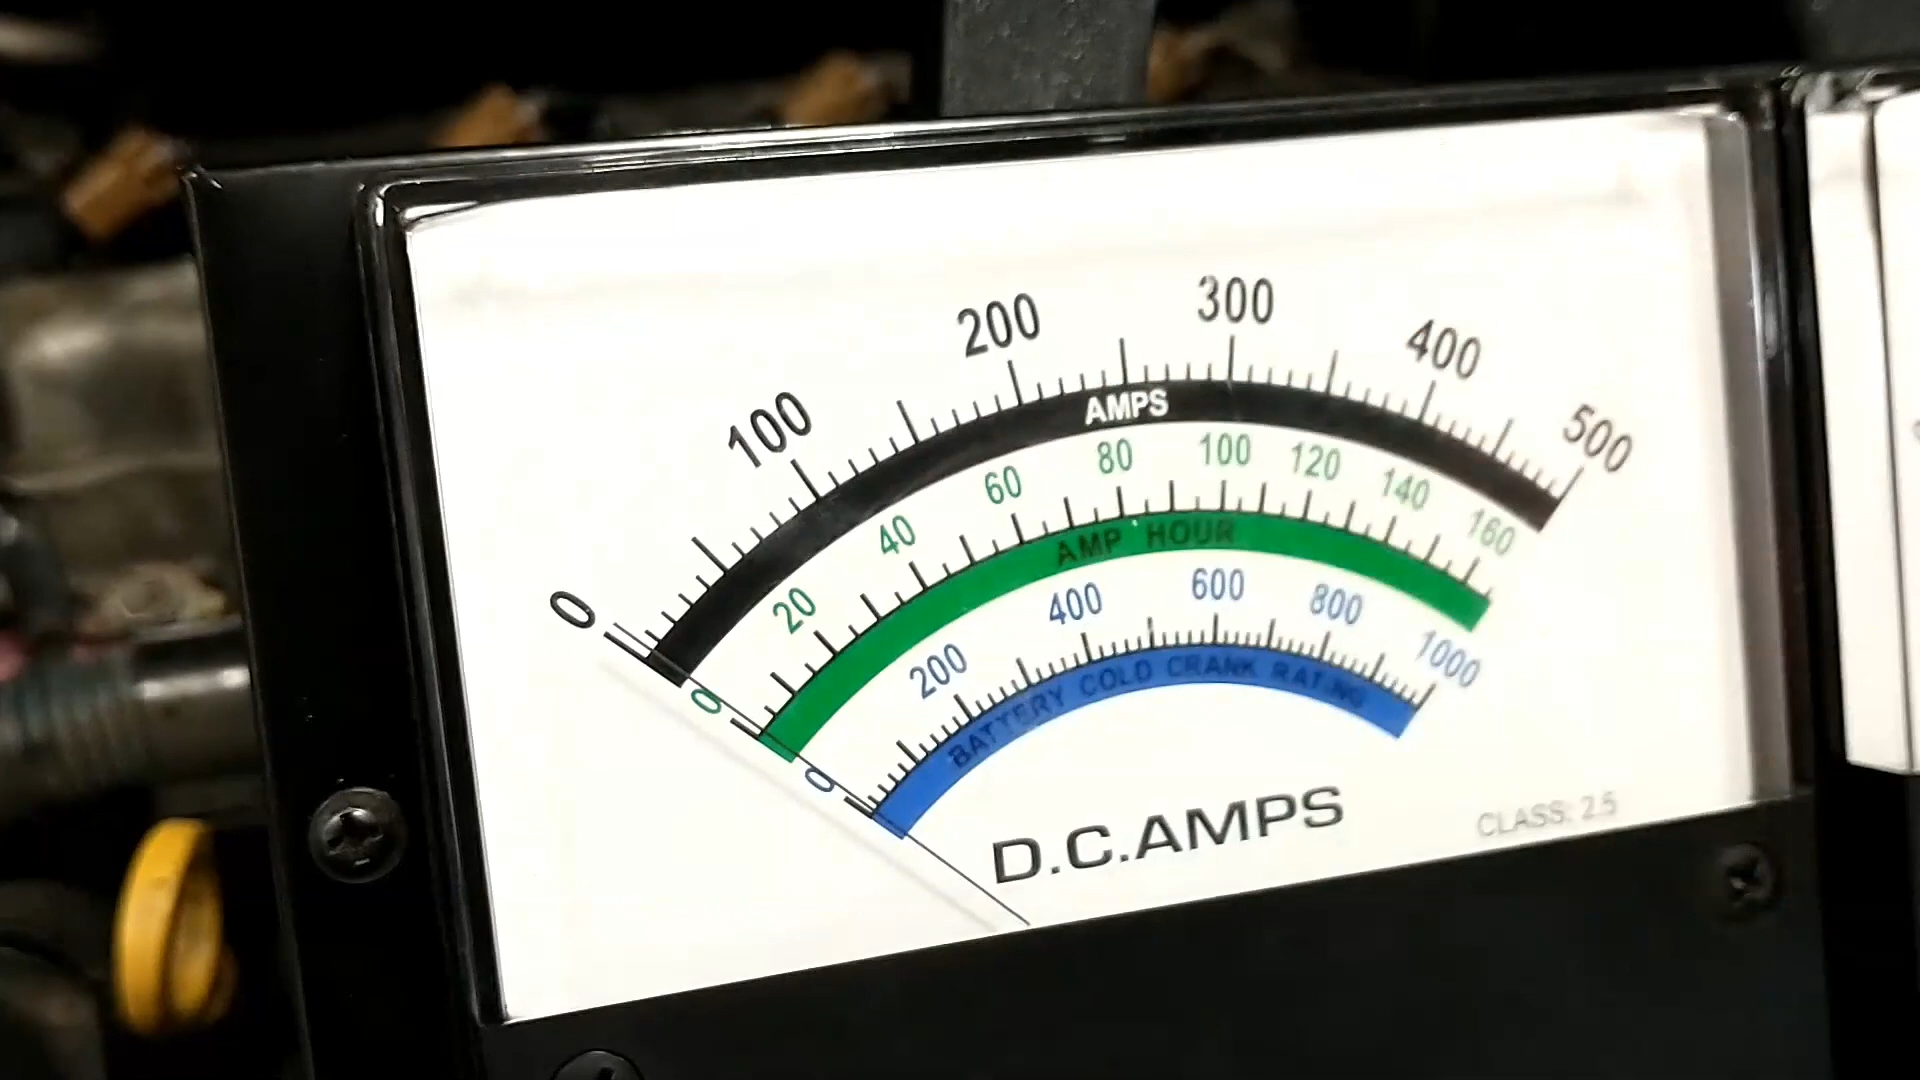 0 100 200 300 400 500
AMPS
0 20 40 60 80 100 120 140 160
AMP HOUR
0 200 400 600 800 1000
BATTERY COLD CRANK RATING
D.C.AMPS
CLASS: 2.5